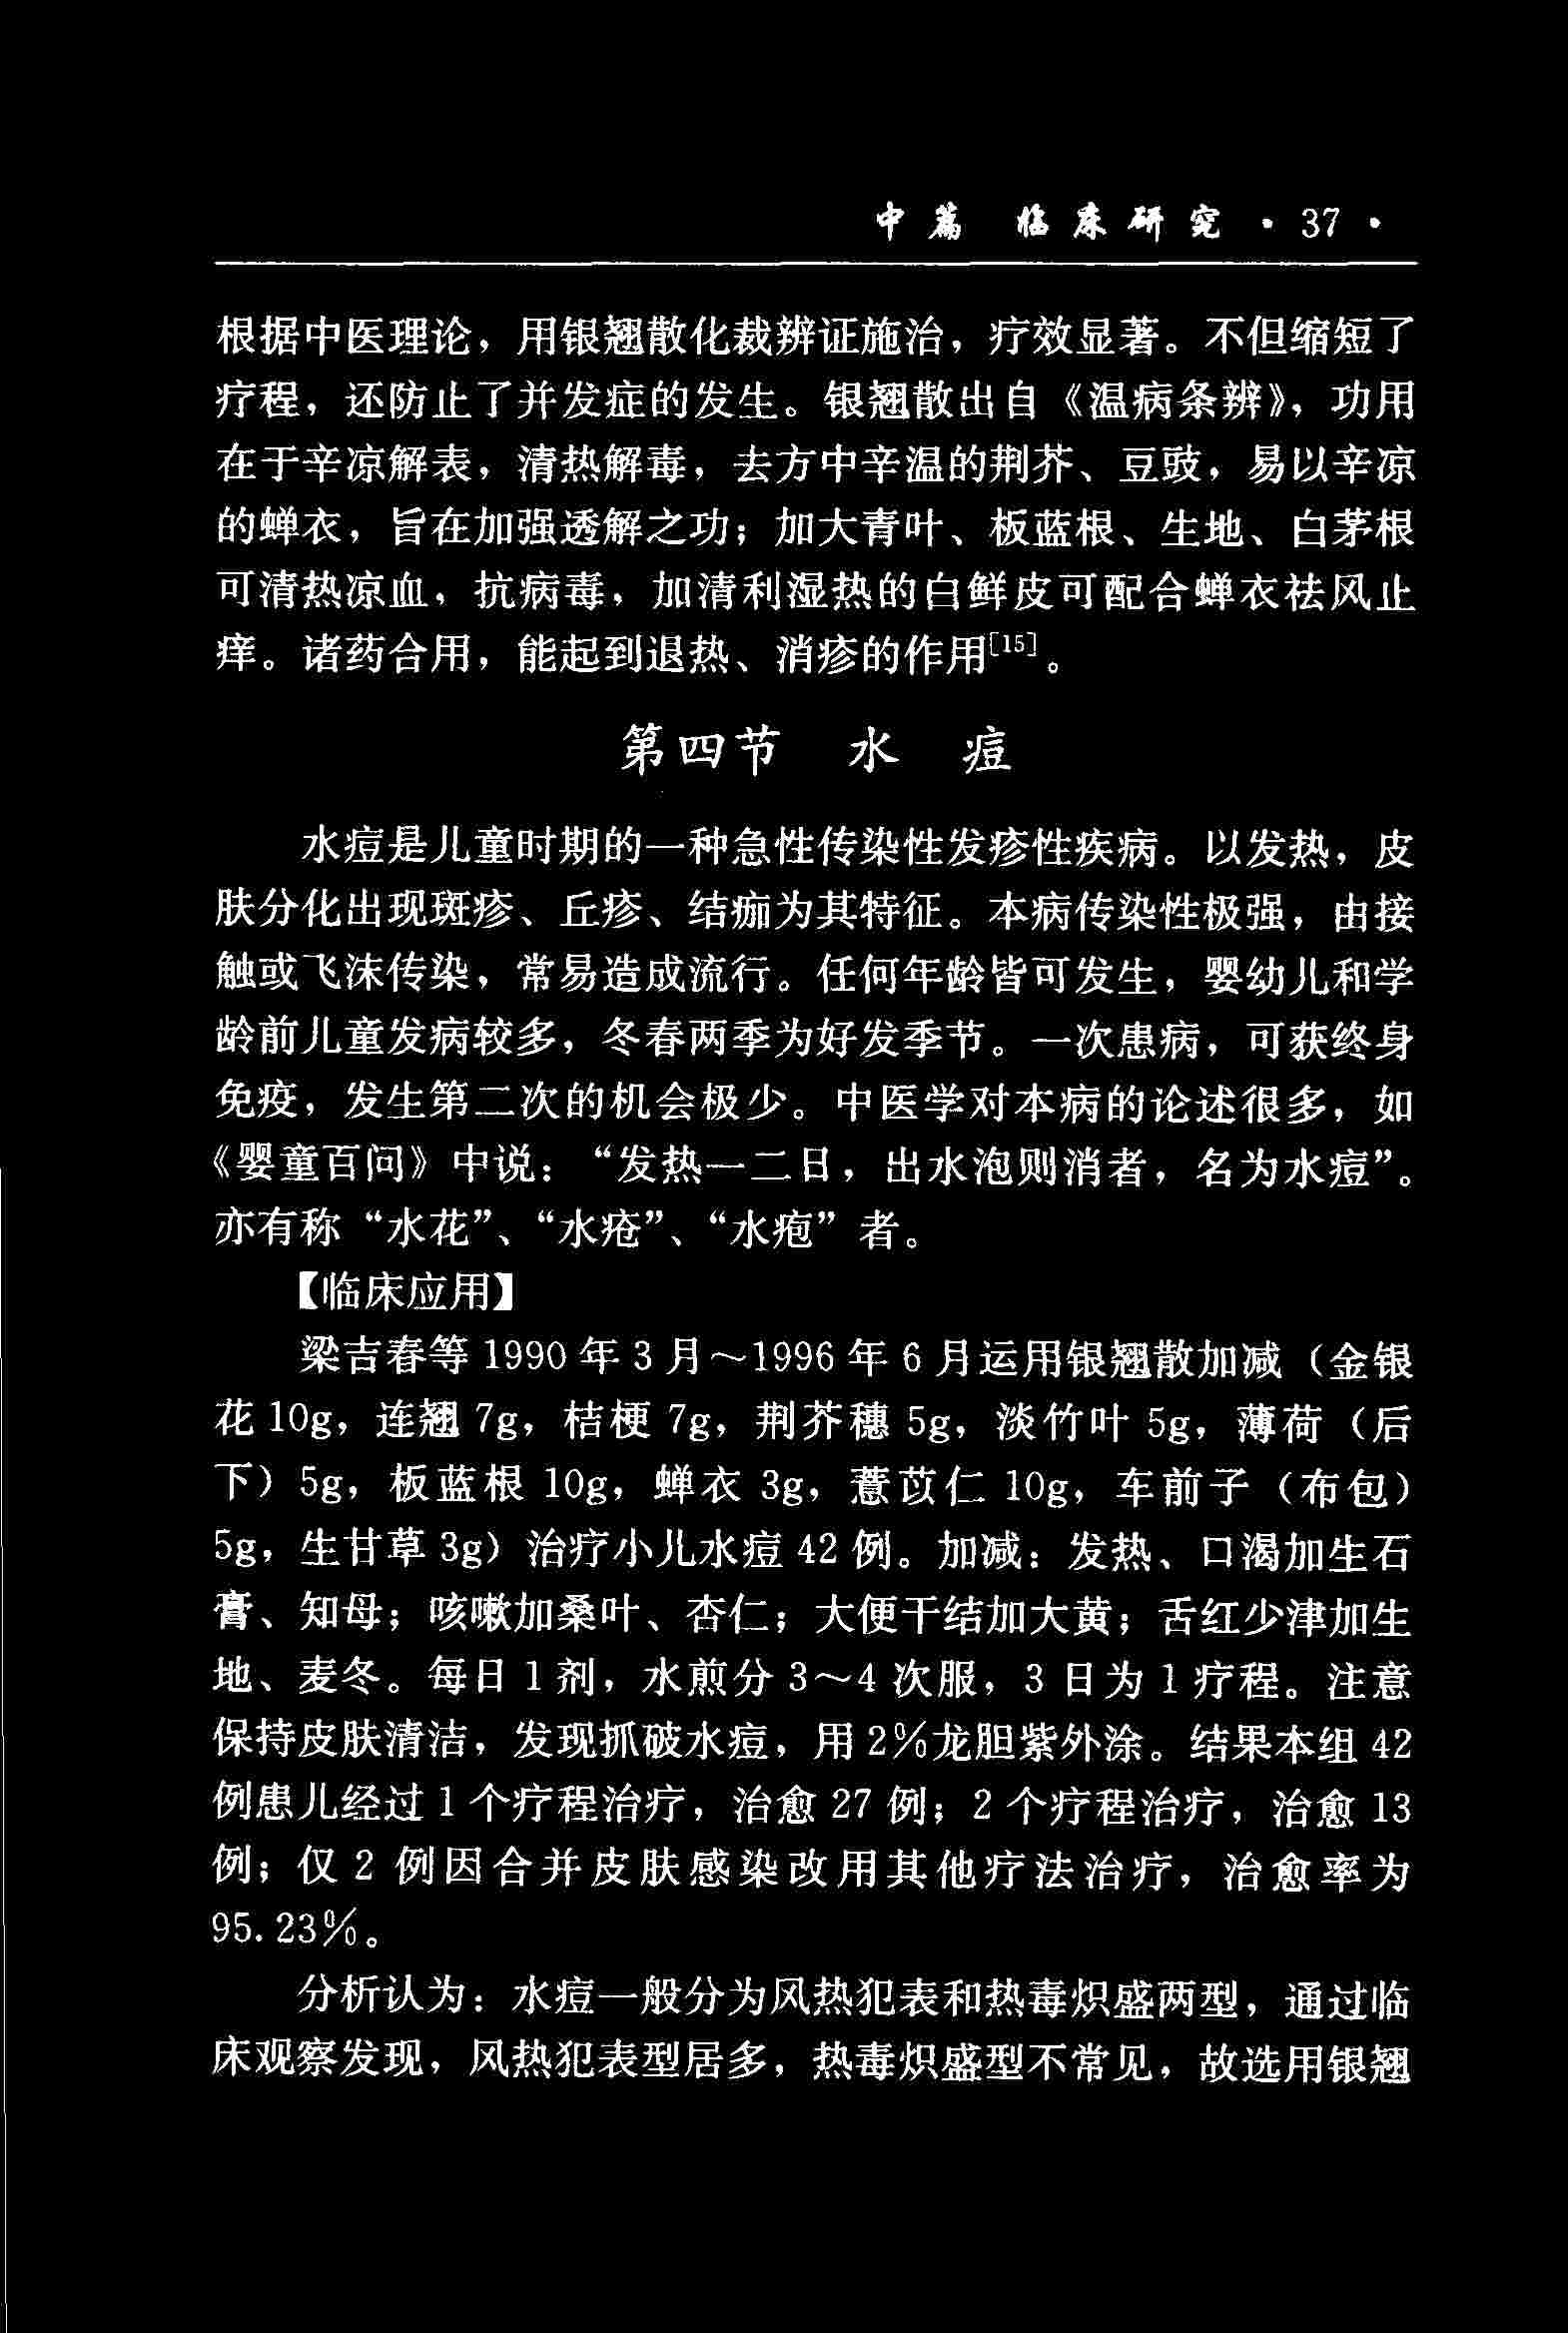 中篇 临床研究 · 37 ·
根据中医理论，用银翘散化裁辨证施治，疗效显著。不但缩短了
疗程，还防止了并发症的发生。银翘散出自《温病条辨》，功用
在于辛凉解表，清热解毒，去方中辛温的荆芥、豆豉，易以辛凉
的蝉衣，旨在加强透解之功；加大青叶、板蓝根、生地、白茅根
可清热凉血，抗病毒，加清利湿热的白鲜皮可配合蝉衣祛风止
痒。诸药合用，能起到退热、消疹的作用[15]。
第四节 水 痘
水痘是儿童时期的一种急性传染性发疹性疾病。以发热，皮
肤分化出现斑疹、丘疹、结痂为其特征。本病传染性极强，由接
触或飞沫传染，常易造成流行。任何年龄皆可发生，婴幼儿和学
龄前儿童发病较多，冬春两季为好发季节。一次患病，可获终身
免疫，发生第二次的机会极少。中医学对本病的论述很多，如
《婴童百问》中说：“发热一二日，出水泡则消者，名为水痘”。
亦有称“水花”、“水疮”、“水疱”者。
【临床应用】
梁吉春等 1990 年 3 月～1996 年 6 月运用银翘散加减（金银
花 10g，连翘 7g，桔梗 7g，荆芥穗 5g，淡竹叶 5g，薄荷（后
下）5g，板蓝根 10g，蝉衣 3g，薏苡仁 10g，车前子（布包）
5g，生甘草 3g）治疗小儿水痘 42 例。加减：发热、口渴加生石
膏、知母；咳嗽加桑叶、杏仁；大便干结加大黄；舌红少津加生
地、麦冬。每日 1 剂，水煎分 3～4 次服，3 日为 1 疗程。注意
保持皮肤清洁，发现抓破水痘，用 2%龙胆紫外涂。结果本组 42
例患儿经过 1 个疗程治疗，治愈 27 例；2 个疗程治疗，治愈 13
例；仅 2 例因合并皮肤感染改用其他疗法治疗，治愈率为
95.23%。
分析认为：水痘一般分为风热犯表和热毒炽盛两型，通过临
床观察发现，风热犯表型居多，热毒炽盛型不常见，故选用银翘